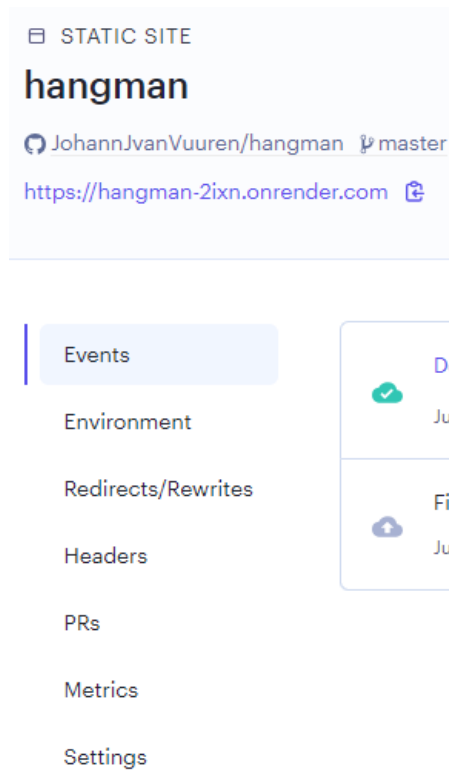 STATIC SITE
hangman
JohannJvanVuuren/hangman master
https://hangman-2ixn.onrender.com
Events
Environment
Redirects/Rewrites
Headers
PRs
Metrics
Settings